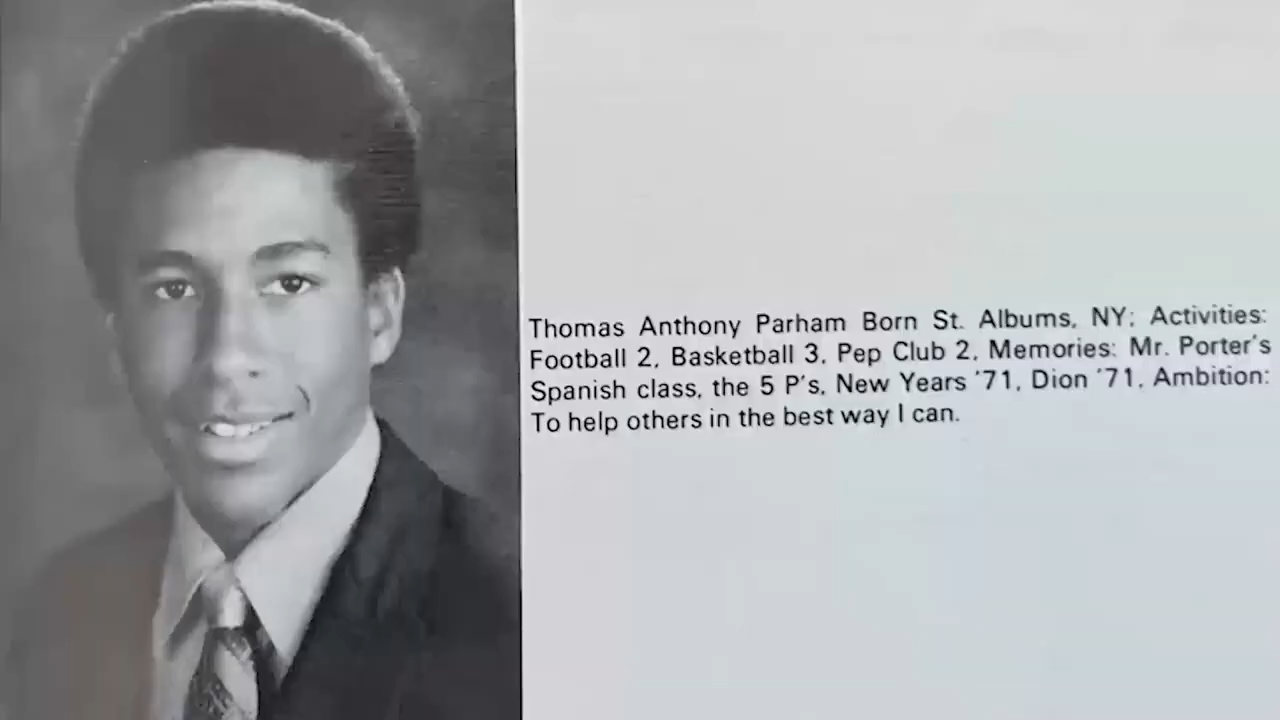 Thomas Anthony Parham Born St. Albums, NY; Activities:
Football 2, Basketball 3, Pep Club 2, Memories: Mr. Porter's
Spanish class, the 5 P's, New Years '71, Dion '71, Ambition:
To help others in the best way I can.